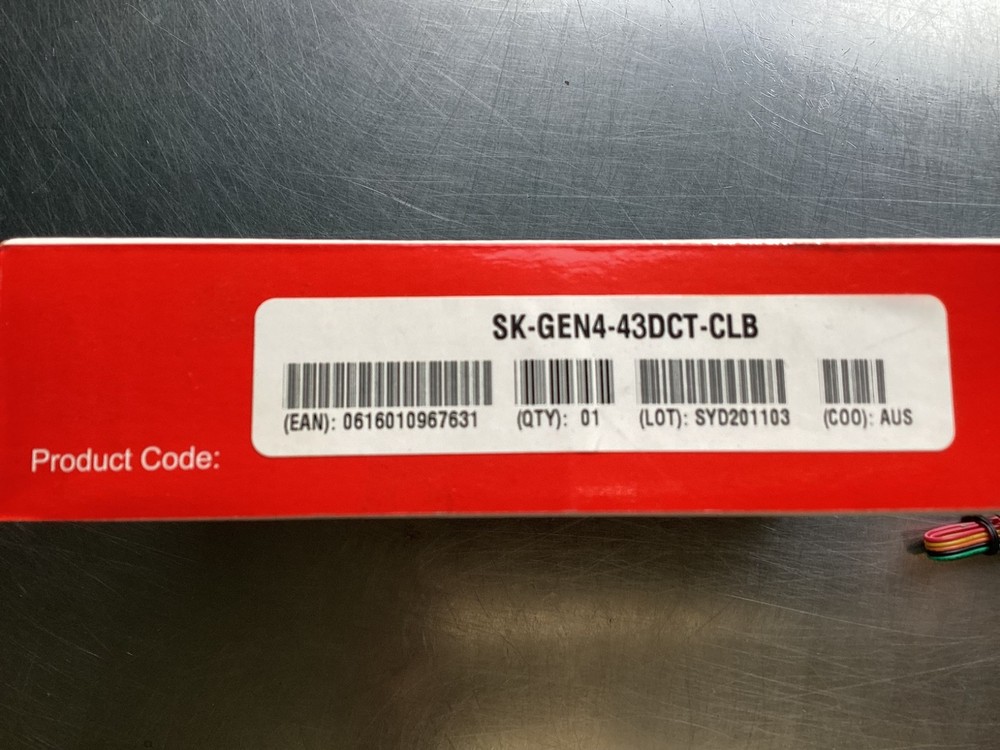 SK-GEN4-43DCT-CLB
(EAN): 0616010967631 (QTY): 01 (LOT): SYD201103 (COO): AUS
Product Code: